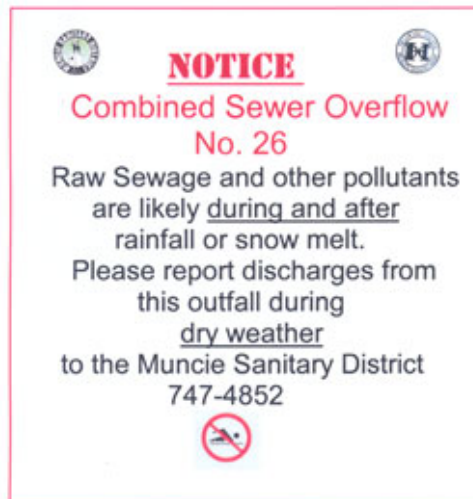 NOTICE
Combined Sewer Overflow
No. 26
Raw Sewage and other pollutants
are likely during and after
rainfall or snow melt.
Please report discharges from
this outfall during
dry weather
to the Muncie Sanitary District
747-4852